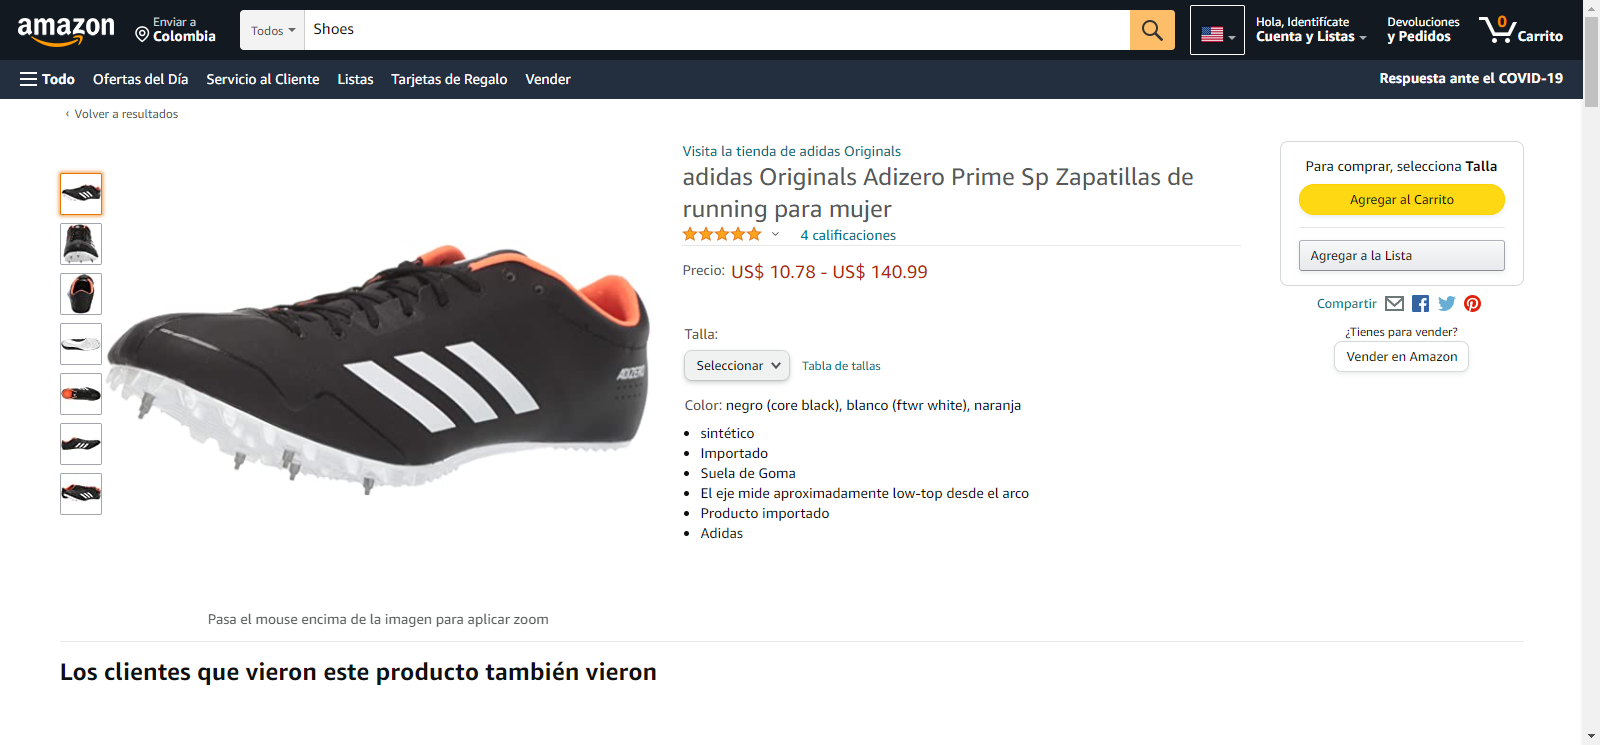 amazon
Enviar a
Colombia
Todos
Shoes
Hola, Identifícate
Cuenta y Listas
Devoluciones
y Pedidos
0
Carrito
Todo
Ofertas del Día
Servicio al Cliente
Listas
Tarjetas de Regalo
Vender
Respuesta ante el COVID-19
‹ Volver a resultados
Visita la tienda de adidas Originals
adidas Originals Adizero Prime Sp Zapatillas de
running para mujer
4 calificaciones
Precio: US$ 10.78 - US$ 140.99
Talla:
Seleccionar
Tabla de tallas
Color: negro (core black), blanco (ftwr white), naranja
• sintético
• Importado
• Suela de Goma
• El eje mide aproximadamente low-top desde el arco
• Producto importado
• Adidas
ADIZERO
Pasa el mouse encima de la imagen para aplicar zoom
Para comprar, selecciona Talla
Agregar al Carrito
Agregar a la Lista
Compartir
¿Tienes para vender?
Vender en Amazon
Los clientes que vieron este producto también vieron